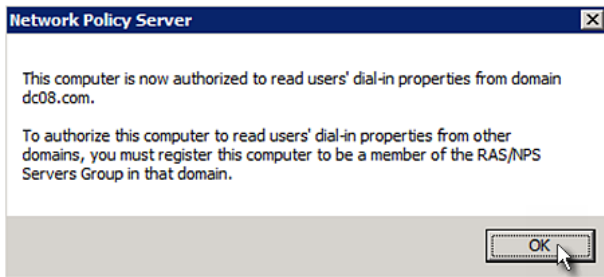 Network Policy Server
This computer is now authorized to read users' dial-in properties from domain
dc08.com.
To authorize this computer to read users' dial-in properties from other
domains, you must register this computer to be a member of the RAS/NPS
Servers Group in that domain.
OK